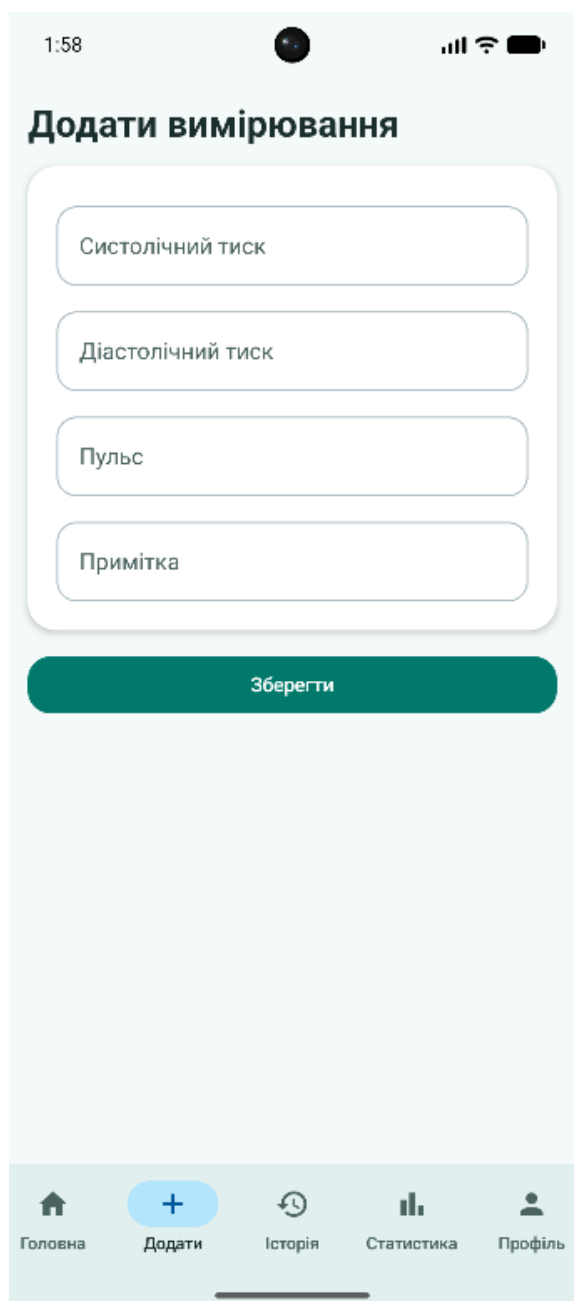 1:58
Додати вимірювання
Систолічний тиск
Діастолічний тиск
Пульс
Примітка
Зберегти
Головна Додати Історія Статистика Профіль